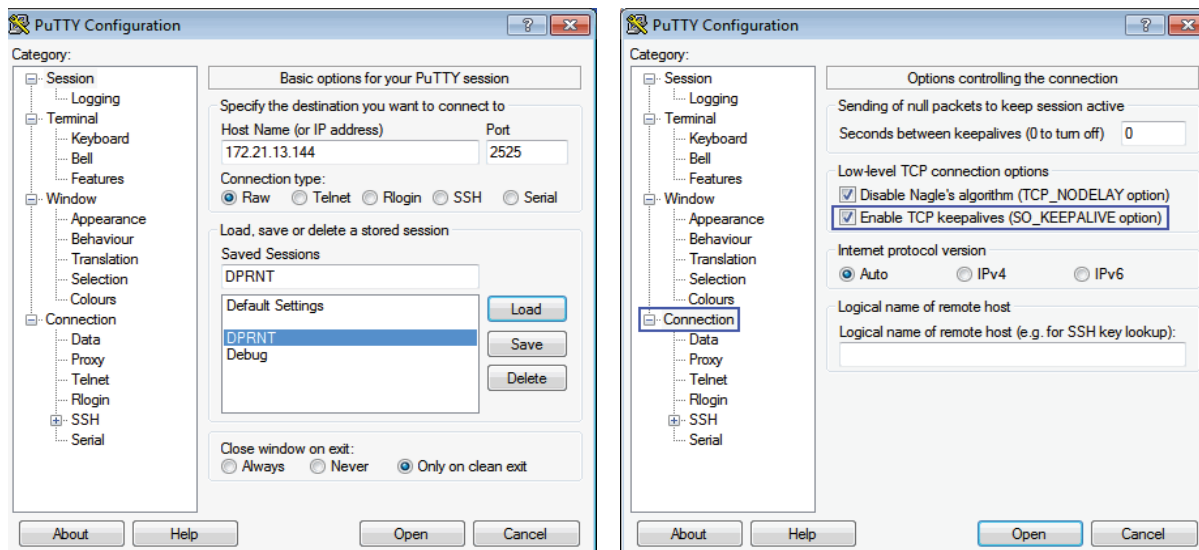 PuTTY Configuration
Category:
Session
Logging
Terminal
Keyboard
Bell
Features
Window
Appearance
Behaviour
Translation
Selection
Colours
Connection
Data
Proxy
Telnet
Rlogin
SSH
Serial
Basic options for your PuTTY session
Specify the destination you want to connect to
Host Name (or IP address) Port
172.21.13.144 2525
Connection type:
Raw Telnet Rlogin SSH Serial
Load, save or delete a stored session
Saved Sessions
DPRNT
Default Settings
DPRNT
Debug
Load
Save
Delete
Close window on exit:
Always Never Only on clean exit
About Help Open Cancel
PuTTY Configuration
Category:
Session
Logging
Terminal
Keyboard
Bell
Features
Window
Appearance
Behaviour
Translation
Selection
Colours
Connection
Data
Proxy
Telnet
Rlogin
SSH
Serial
Options controlling the connection
Sending of null packets to keep session active
Seconds between keepalives (0 to turn off) 0
Low-level TCP connection options
Disable Nagle's algorithm (TCP_NODELAY option)
Enable TCP keepalives (SO_KEEPALIVE option)
Internet protocol version
Auto IPv4 IPv6
Logical name of remote host
Logical name of remote host (e.g. for SSH key lookup):
About Help Open Cancel